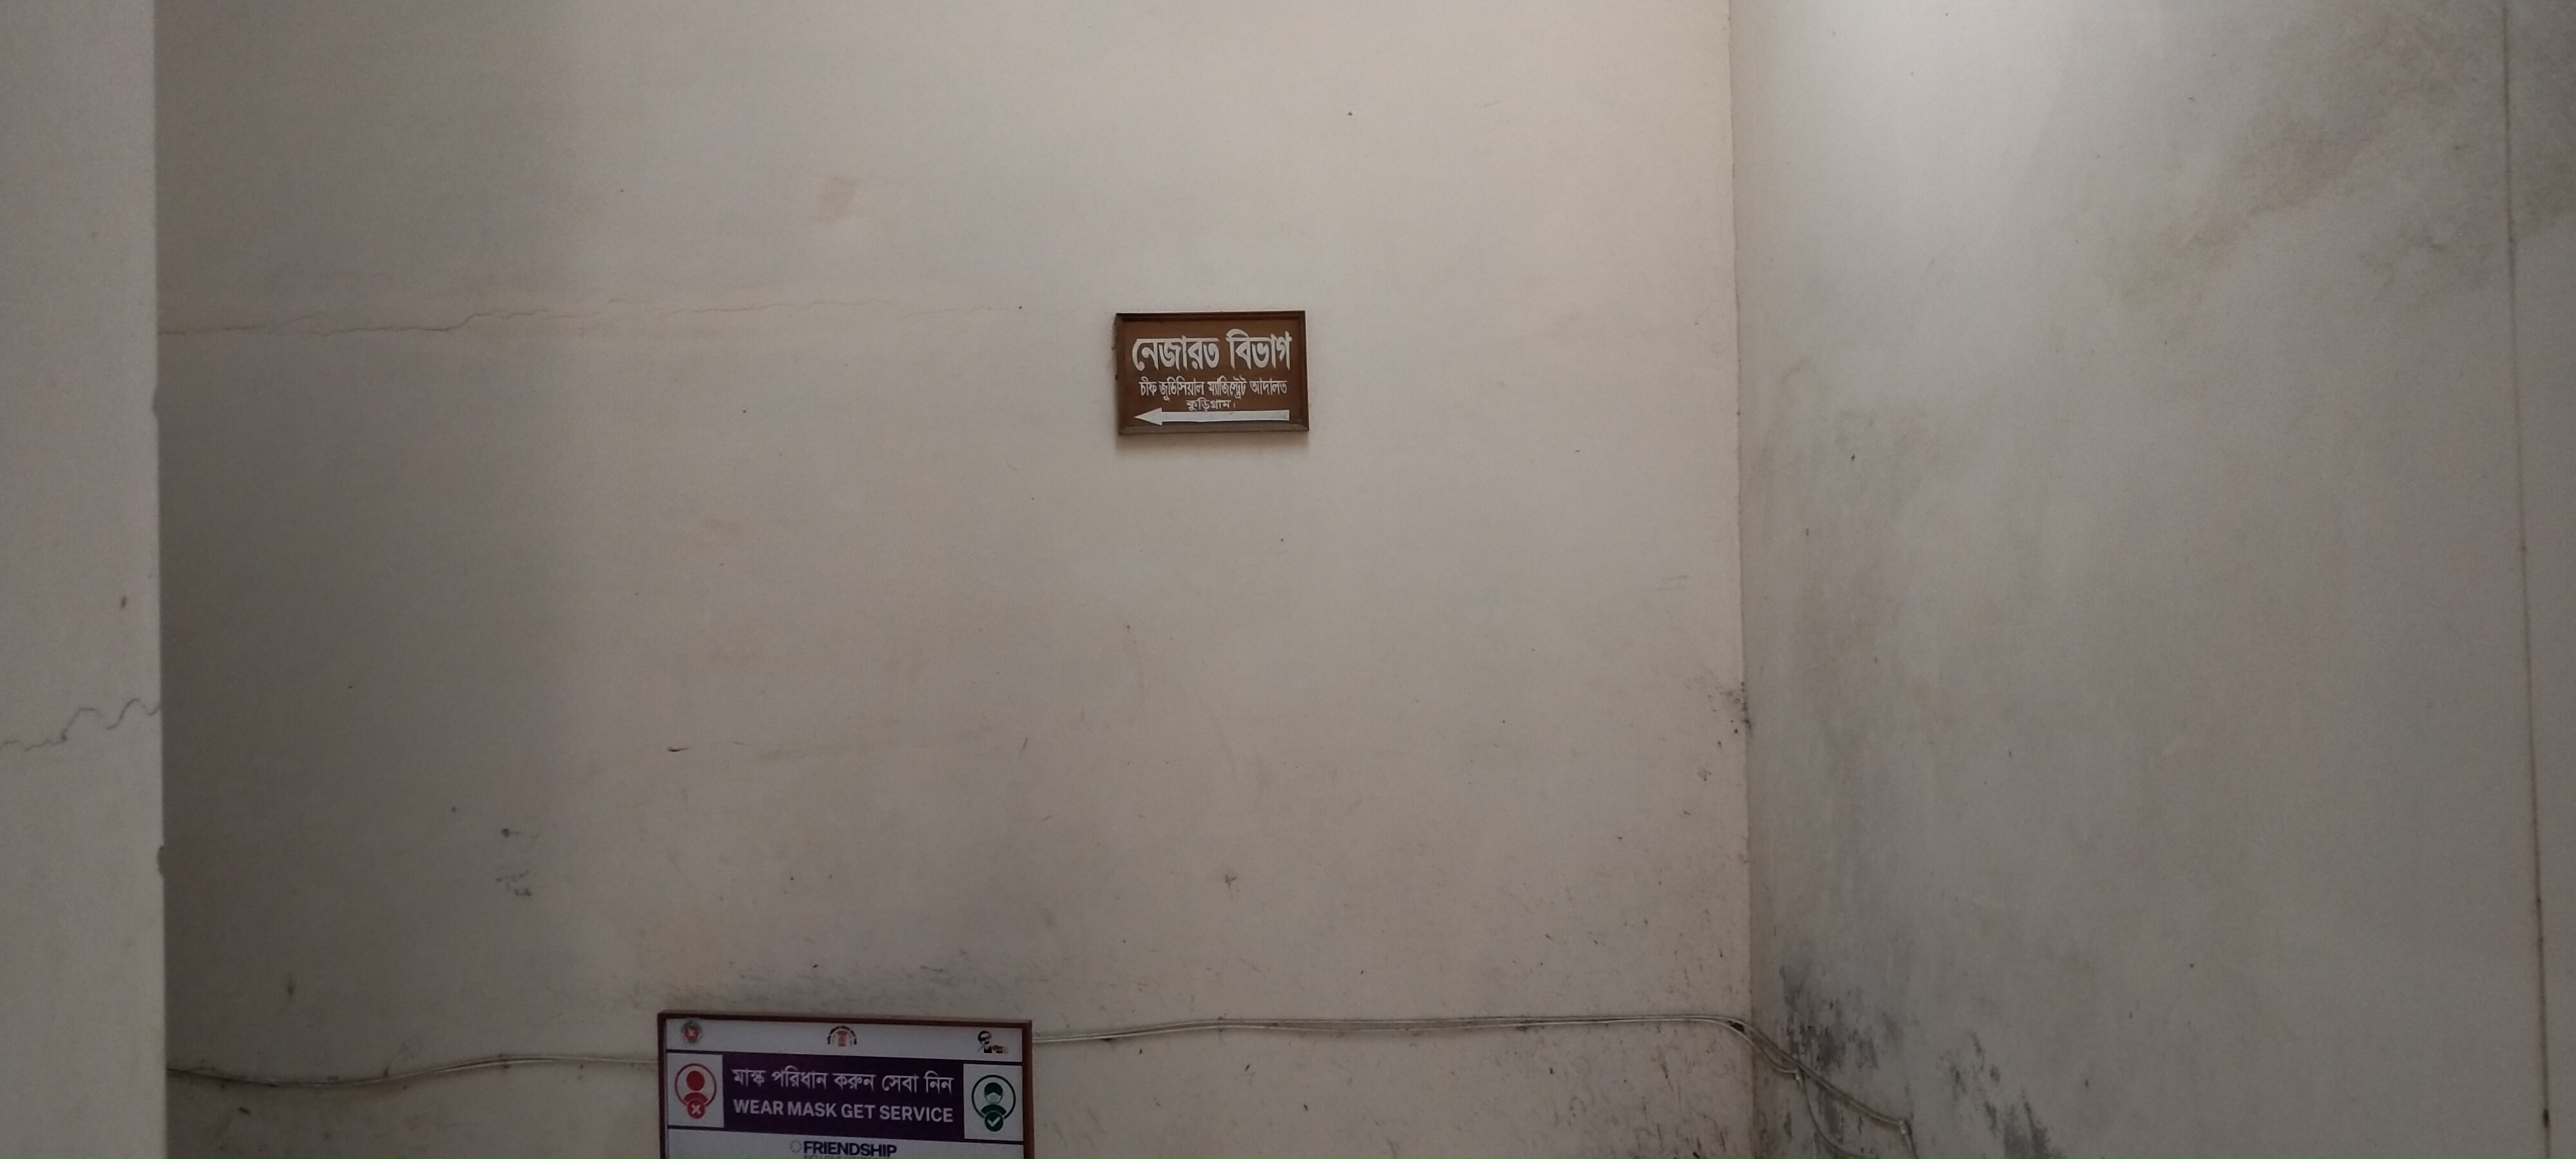 নেজারত বিভাগ
চীফ জুডিসিয়াল ম্যাজিস্ট্রেট আদালত
কুড়িগ্রাম।
মাস্ক পরিধান করুন সেবা নিন
WEAR MASK GET SERVICE
FRIENDSHIP